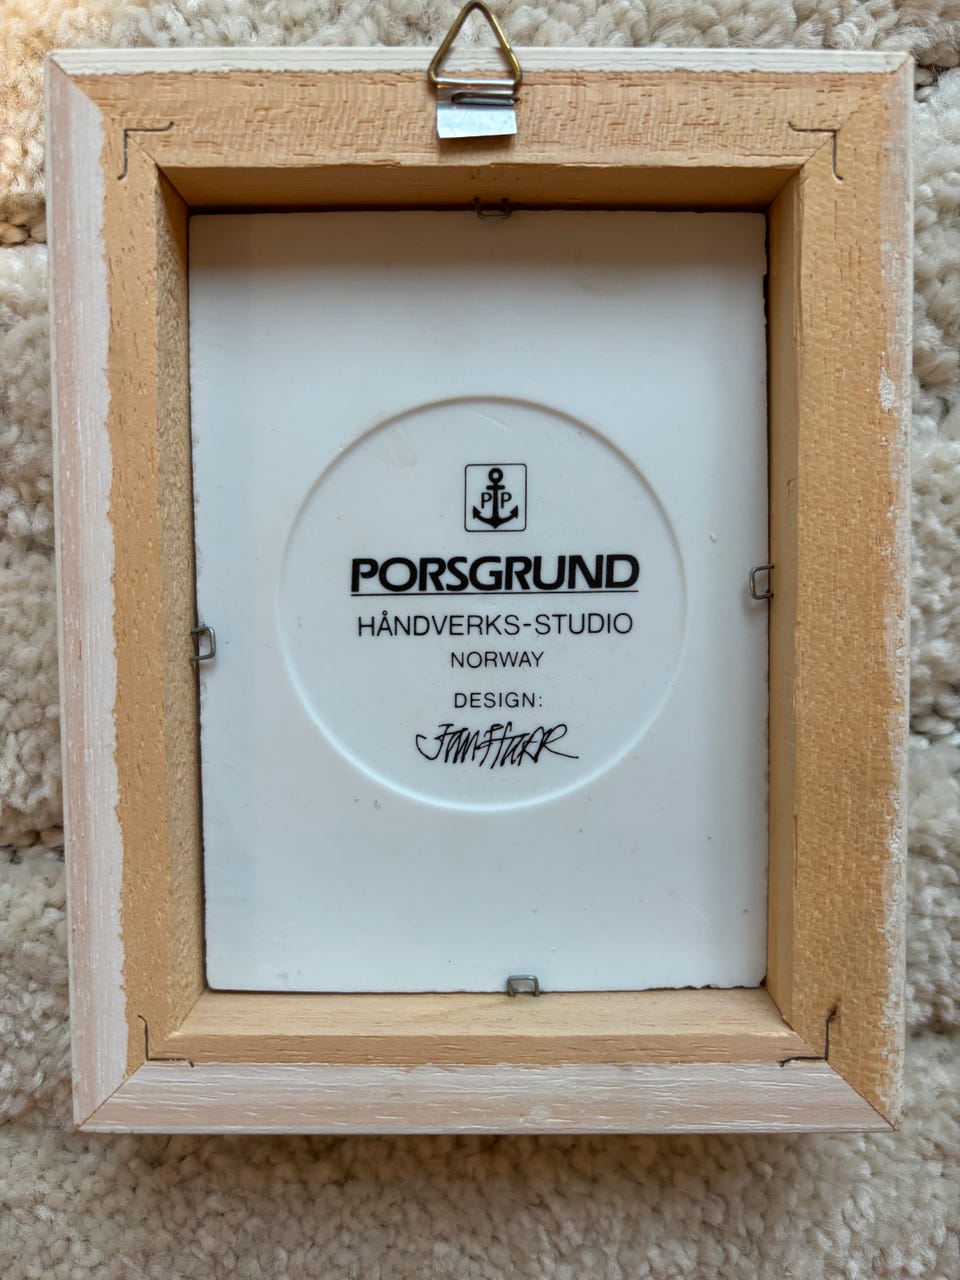 P P
PORSGRUND
HÅNDVERKS-STUDIO
NORWAY
DESIGN: